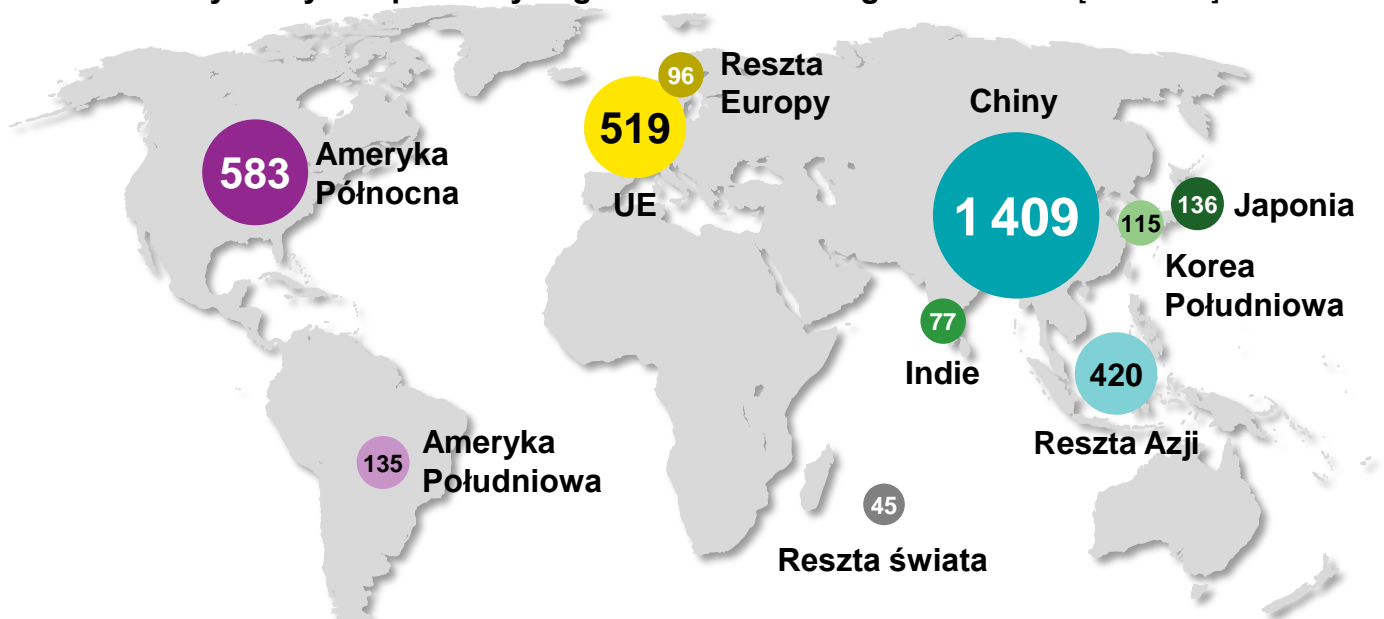 96
Reszta
Europy
519
UE
Chiny
1 409
583
Ameryka
Północna
136
Japonia
115
Korea
Południowa
77
Indie
420
Reszta Azji
135
Ameryka
Południowa
45
Reszta świata